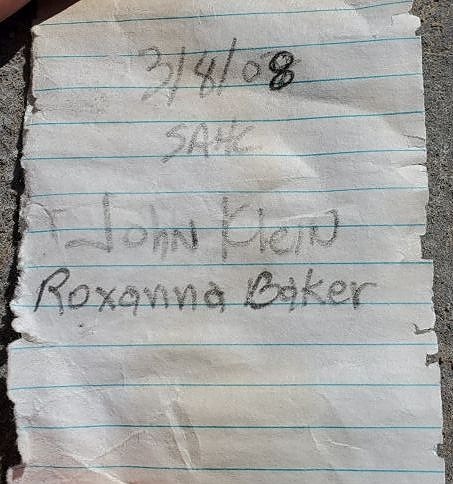 3/8/08
SAHC
John Klein
Roxanna Baker